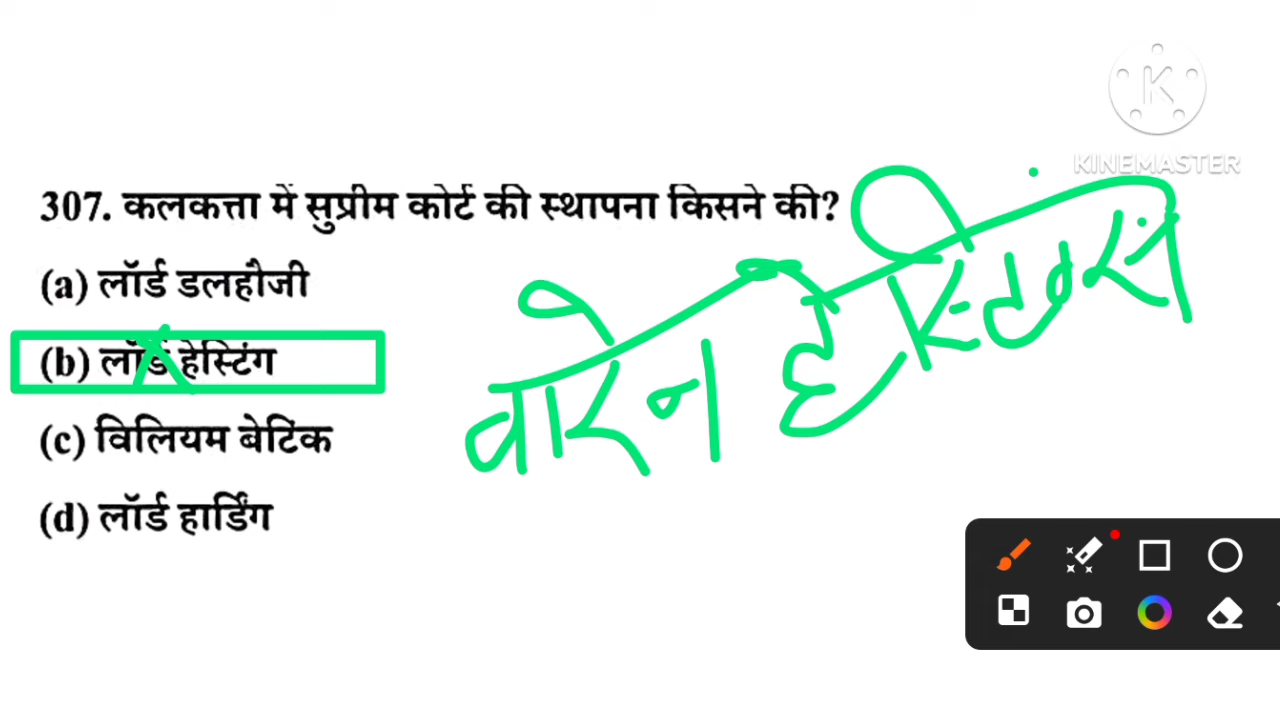 KINEMASTER
307. कलकत्ता में सुप्रीम कोर्ट की स्थापना किसने की?
(a) लॉर्ड डलहौजी
(b) लॉर्ड हेस्टिंग
(c) विलियम बेटिंक
(d) लॉर्ड हार्डिंग
वारेन हेस्टिंग्स